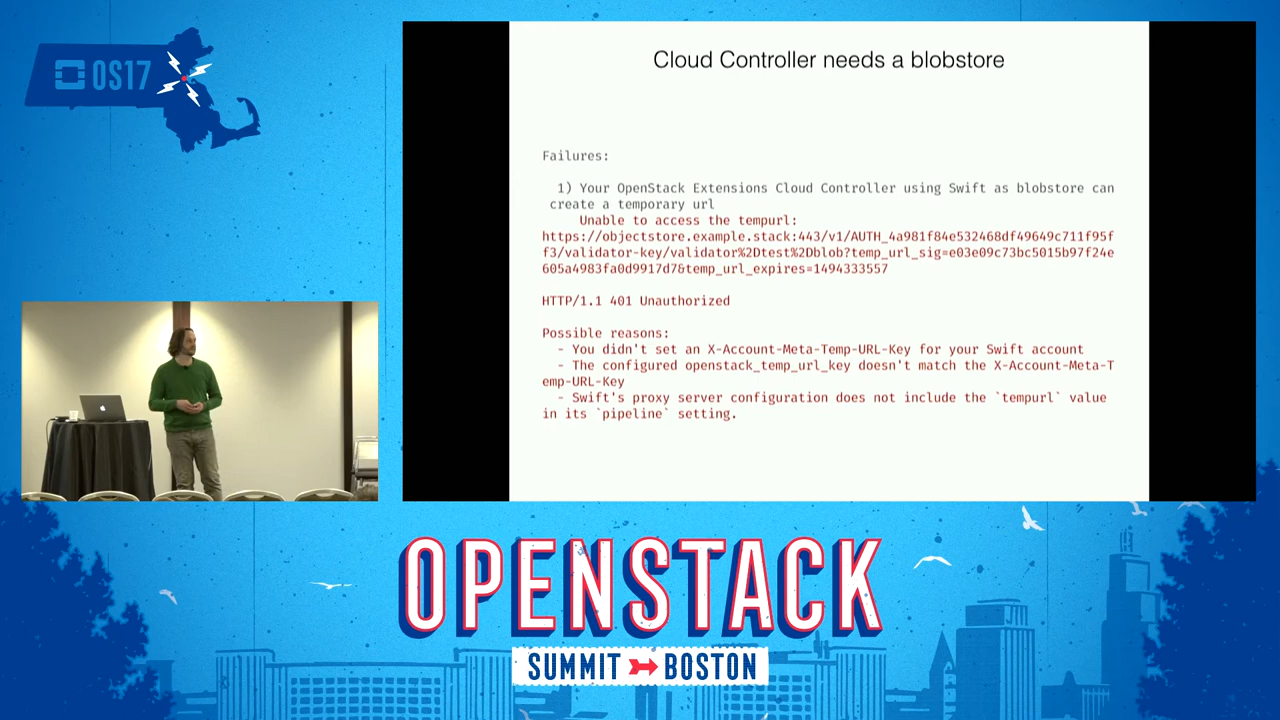 OS17
Cloud Controller needs a blobstore
Failures:
1) Your OpenStack Extensions Cloud Controller using Swift as blobstore can
create a temporary url
Unable to access the tempurl:
https://objectstore.example.stack:443/v1/AUTH_4a981f84e532468df49649c711f95f
f3/validator-key/validator%2Dtest%2Dblob?temp_url_sig=e03e09c73bc5015b97f24e
605a4983fa0d9917d7&temp_url_expires=1494333557
HTTP/1.1 401 Unauthorized
Possible reasons:
- You didn't set an X-Account-Meta-Temp-URL-Key for your Swift account
- The configured openstack_temp_url_key doesn't match the X-Account-Meta-T
emp-URL-Key
- Swift's proxy server configuration does not include the `tempurl` value
in its `pipeline` setting.
OPENSTACK
SUMMIT BOSTON